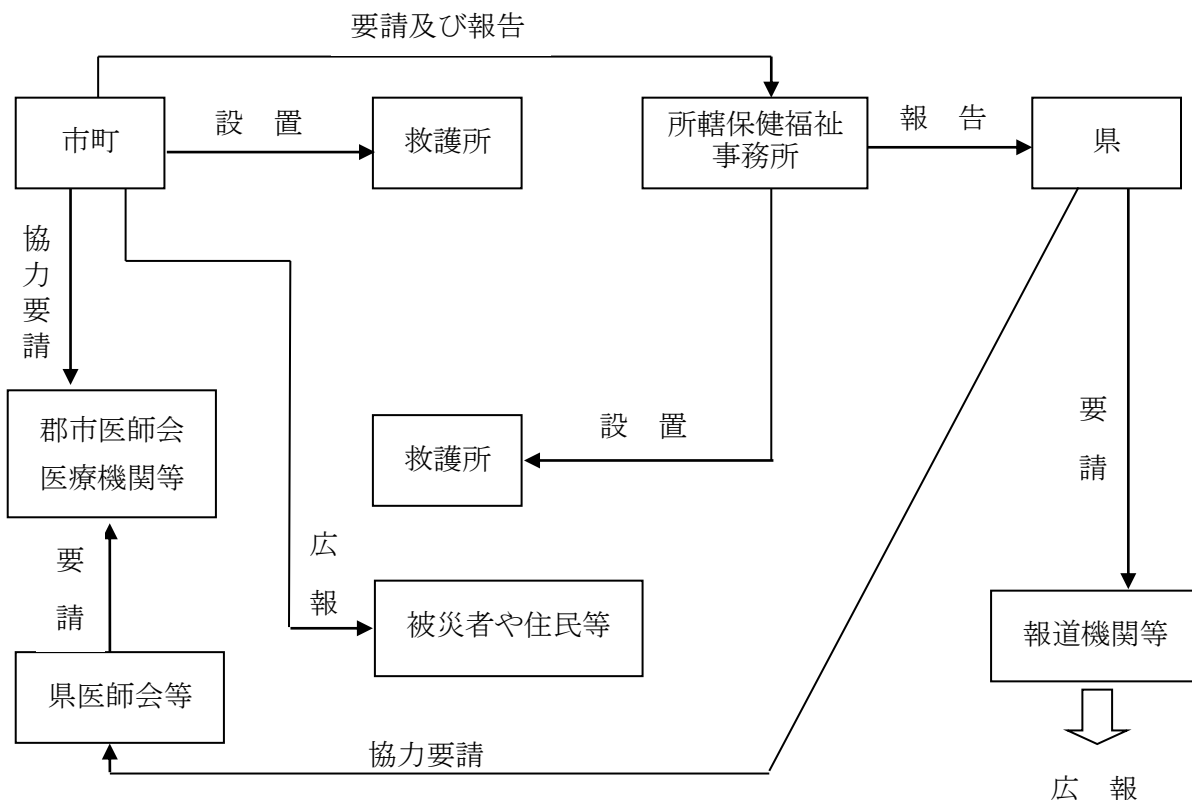 要請及び報告
市町
設　置
救護所
所轄保健福祉
事務所
報　告
県
協力要請
郡市医師会
医療機関等
救護所
設　置
要請
要請
広報
被災者や住民等
報道機関等
県医師会等
協力要請
広　報